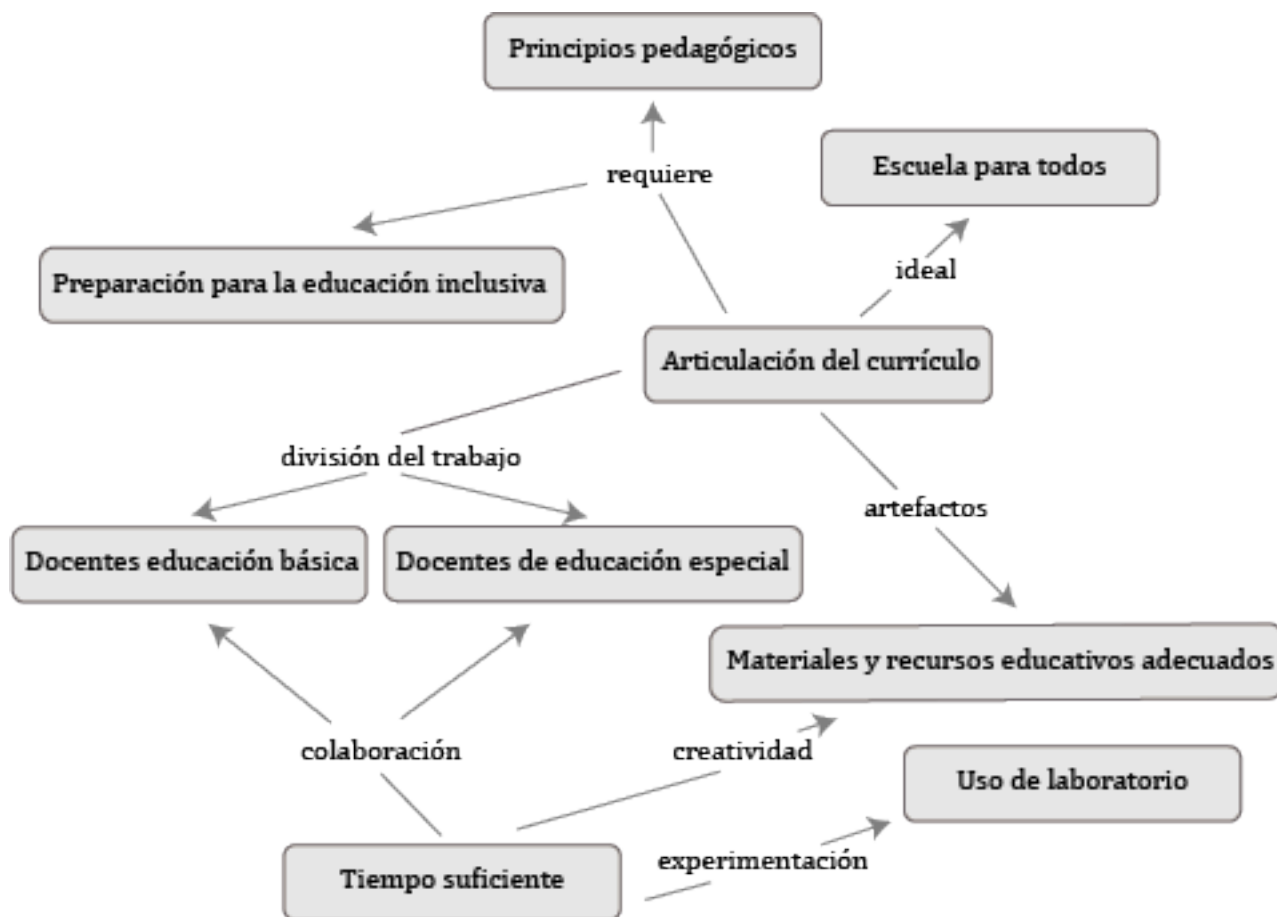 Principios pedagógicos
Escuela para todos
requiere
ideal
Preparación para la educación inclusiva
Articulación del currículo
división del trabajo
artefactos
Docentes educación básica
Docentes de educación especial
Materiales y recursos educativos adecuados
colaboración
creatividad
Uso de laboratorio
experimentación
Tiempo suficiente